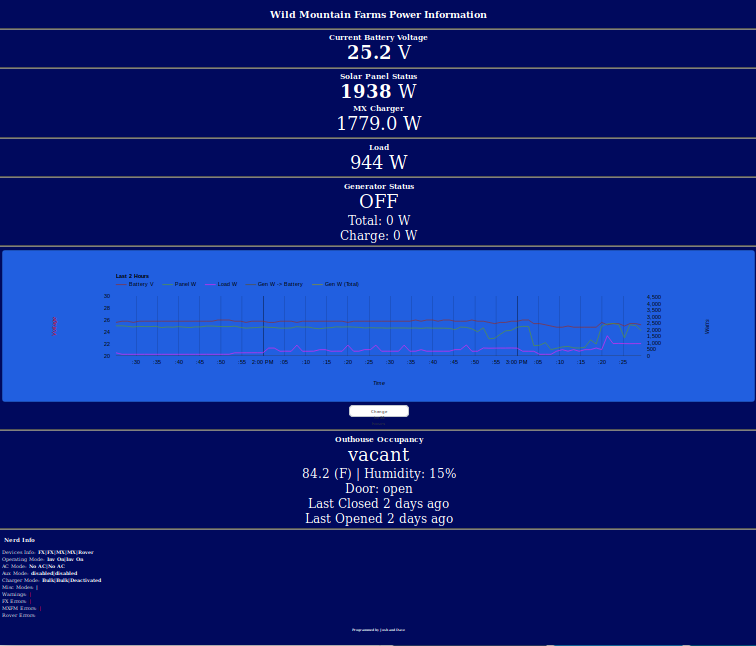 Wild Mountain Farms Power Information
Current Battery Voltage
25.2 V
Solar Panel Status
1938 W
MX Charger
1779.0 W
Load
944 W
Generator Status
OFF
Total: 0 W
Charge: 0 W
Last 2 Hours
Battery V Panel W Load W Gen W -> Battery Gen W (Total)
30 4,500
28 4,000
26 3,500
24 3,000
22 2,500
20 2,000
1,500
1,000
500
0
Voltage
Watts
:30 :35 :40 :45 :50 :55 2:00 PM :05 :10 :15 :20 :25 :30 :35 :40 :45 :50 :55 3:00 PM :05 :10 :15 :20 :25
Time
Change
Outhouse Occupancy
vacant
84.2 (F) | Humidity: 15%
Door: open
Last Closed 2 days ago
Last Opened 2 days ago
Nerd Info
Devices Info: FX|FX|MX|MX|Rover
Operating Mode: Inv On|Inv On
AC Mode: No AC|No AC
Aux Mode: disabled|disabled
Charger Mode: Bulk|Bulk|Deactivated
Misc Modes: |
Warnings: |
FX Errors: |
MXFM Errors: |
Rover Errors:
Programmed by Josh and Dave